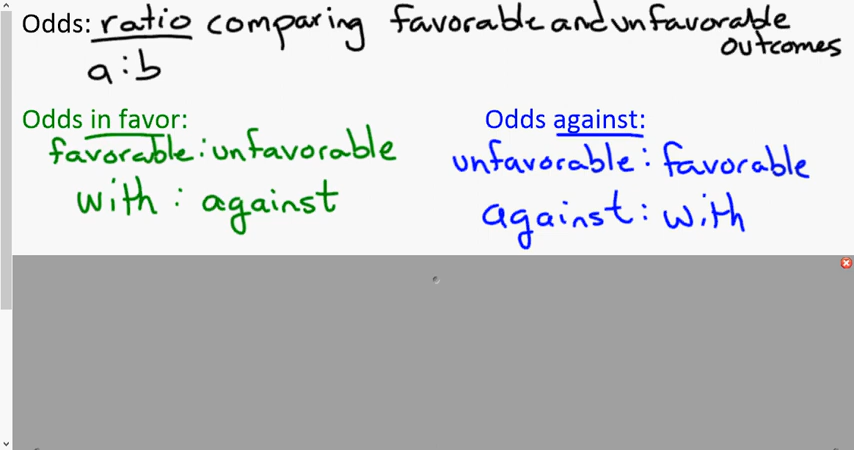 Odds: ratio comparing favorable and unfavorable
outcomes
a:b
Odds in favor:
favorable:unfavorable
with : against
Odds against:
unfavorable: favorable
against: with